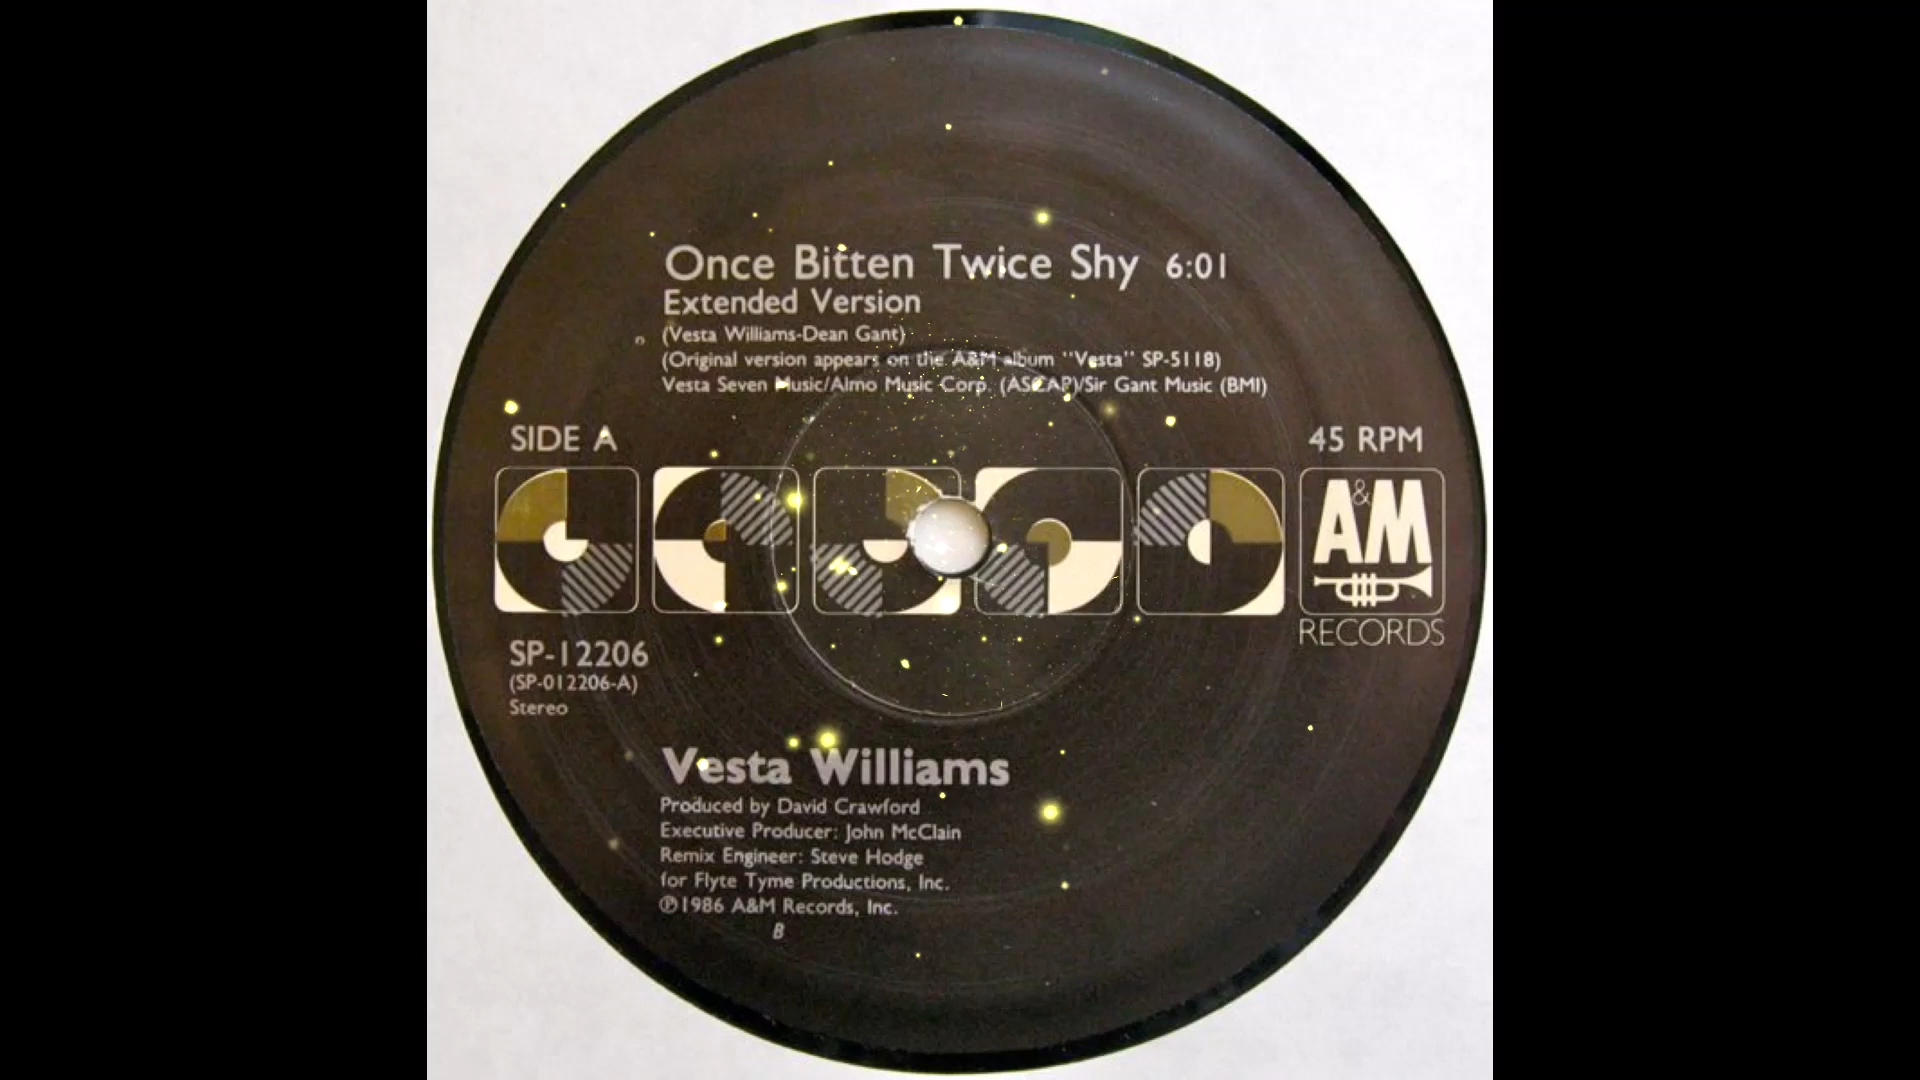 Once Bitten Twice Shy 6:01
Extended Version
(Vesta Williams-Dean Gant)
(Original version appears on the A&M album "Vesta" SP-5118)
Vesta Seven Music/Almo Music Corp. (ASCAP)/Sir Gant Music (BMI)
SIDE A
45 RPM
A&M
RECORDS
SP-12206
(SP-012206-A)
Stereo
Vesta Williams
Produced by David Crawford
Executive Producer: John McClain
Remix Engineer: Steve Hodge
for Flyte Tyme Productions, Inc.
℗1986 A&M Records, Inc.
B